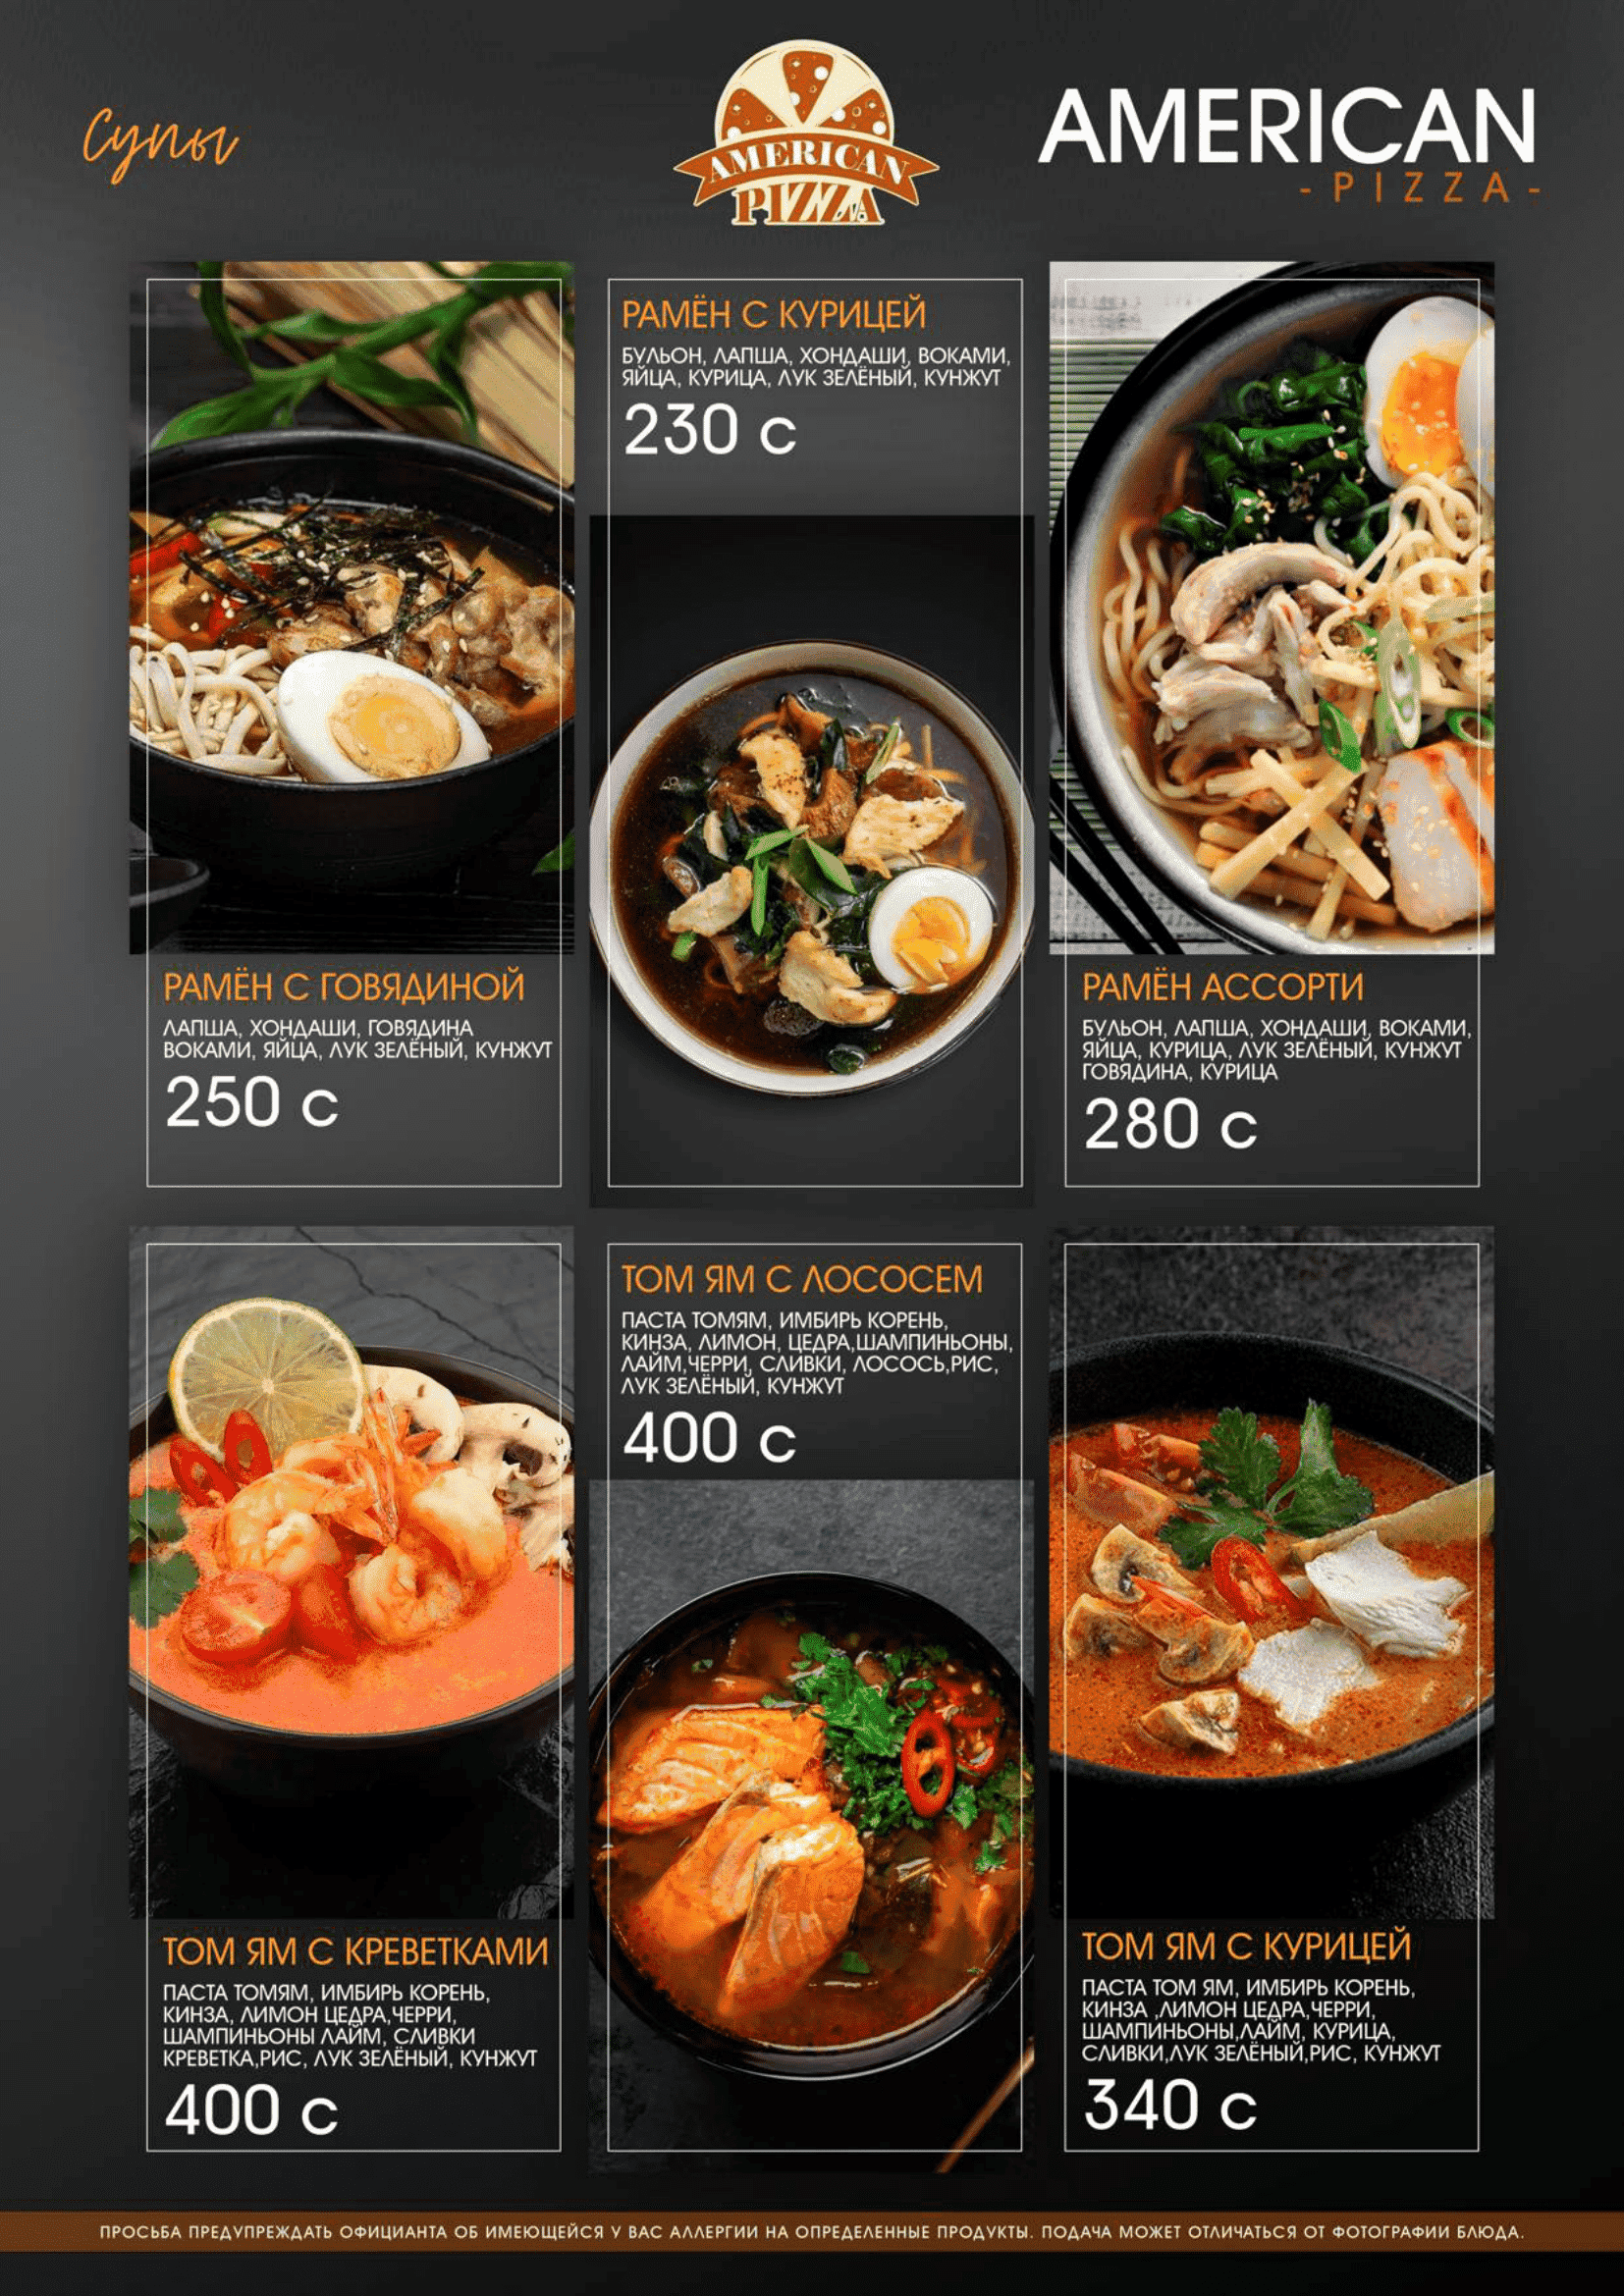 Супы
AMERICAN
PIZZA
AMERICAN
- PIZZA -
РАМЁН С ГОВЯДИНОЙ
ЛАПША, ХОНДАШИ, ГОВЯДИНА
ВОКАМИ, ЯЙЦА, ЛУК ЗЕЛЁНЫЙ, КУНЖУТ
250 с
РАМЁН С КУРИЦЕЙ
БУЛЬОН, ЛАПША, ХОНДАШИ, ВОКАМИ,
ЯЙЦА, КУРИЦА, ЛУК ЗЕЛЁНЫЙ, КУНЖУТ
230 с
РАМЁН АССОРТИ
БУЛЬОН, ЛАПША, ХОНДАШИ, ВОКАМИ,
ЯЙЦА, КУРИЦА, ЛУК ЗЕЛЁНЫЙ, КУНЖУТ
ГОВЯДИНА, КУРИЦА
280 с
ТОМ ЯМ С КРЕВЕТКАМИ
ПАСТА ТОМЯМ, ИМБИРЬ КОРЕНЬ,
КИНЗА, ЛИМОН ЦЕДРА,ЧЕРРИ,
ШАМПИНЬОНЫ ЛАЙМ, СЛИВКИ
КРЕВЕТКА,РИС, ЛУК ЗЕЛЁНЫЙ, КУНЖУТ
400 с
ТОМ ЯМ С ЛОСОСЕМ
ПАСТА ТОМЯМ, ИМБИРЬ КОРЕНЬ,
КИНЗА, ЛИМОН, ЦЕДРА,ШАМПИНЬОНЫ,
ЛАЙМ,ЧЕРРИ, СЛИВКИ, ЛОСОСЬ,РИС,
ЛУК ЗЕЛЁНЫЙ, КУНЖУТ
400 с
ТОМ ЯМ С КУРИЦЕЙ
ПАСТА ТОМ ЯМ, ИМБИРЬ КОРЕНЬ,
КИНЗА ,ЛИМОН ЦЕДРА,ЧЕРРИ,
ШАМПИНЬОНЫ,ЛАЙМ, КУРИЦА,
СЛИВКИ,ЛУК ЗЕЛЁНЫЙ,РИС, КУНЖУТ
340 с
ПРОСЬБА ПРЕДУПРЕЖДАТЬ ОФИЦИАНТА ОБ ИМЕЮЩЕЙСЯ У ВАС АЛЛЕРГИИ НА ОПРЕДЕЛЕННЫЕ ПРОДУКТЫ. ПОДАЧА МОЖЕТ ОТЛИЧАТЬСЯ ОТ ФОТОГРАФИИ БЛЮДА.